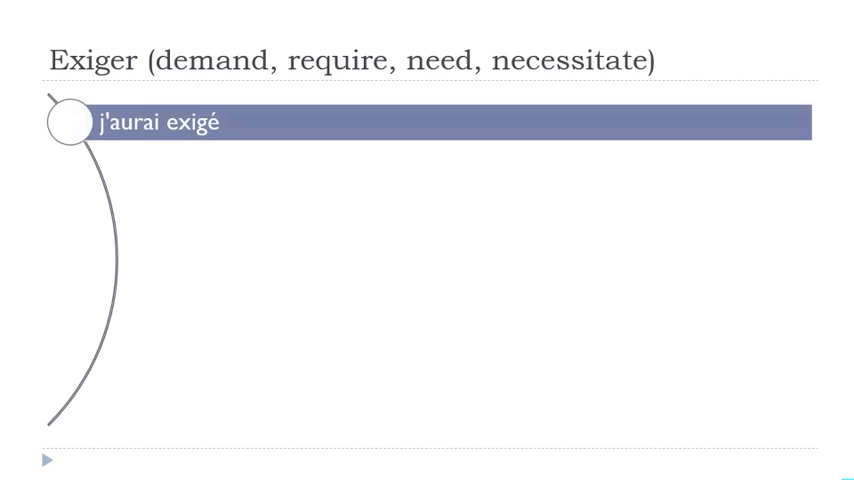 Exiger (demand, require, need, necessitate)
j'aurai exigé